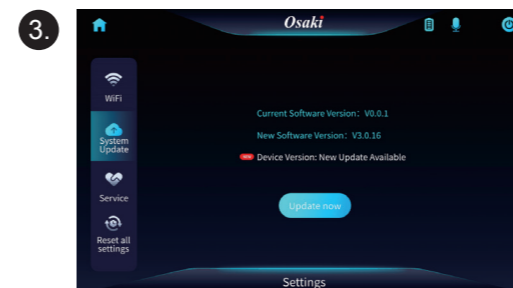 3.
Osaki
WiFi
System
Update
Service
Reset all
settings
Current Software Version: V0.0.1
New Software Version: V3.0.16
NEW Device Version: New Update Available
Update now
Settings